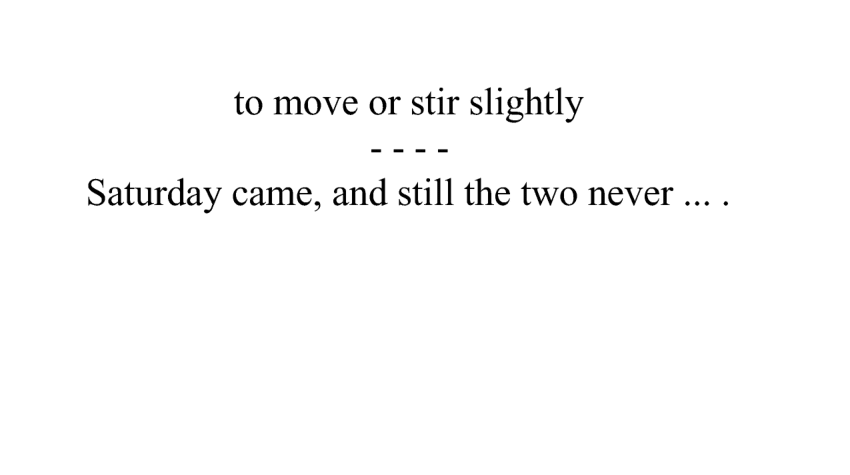 to move or stir slightly
- - - -
Saturday came, and still the two never ... .